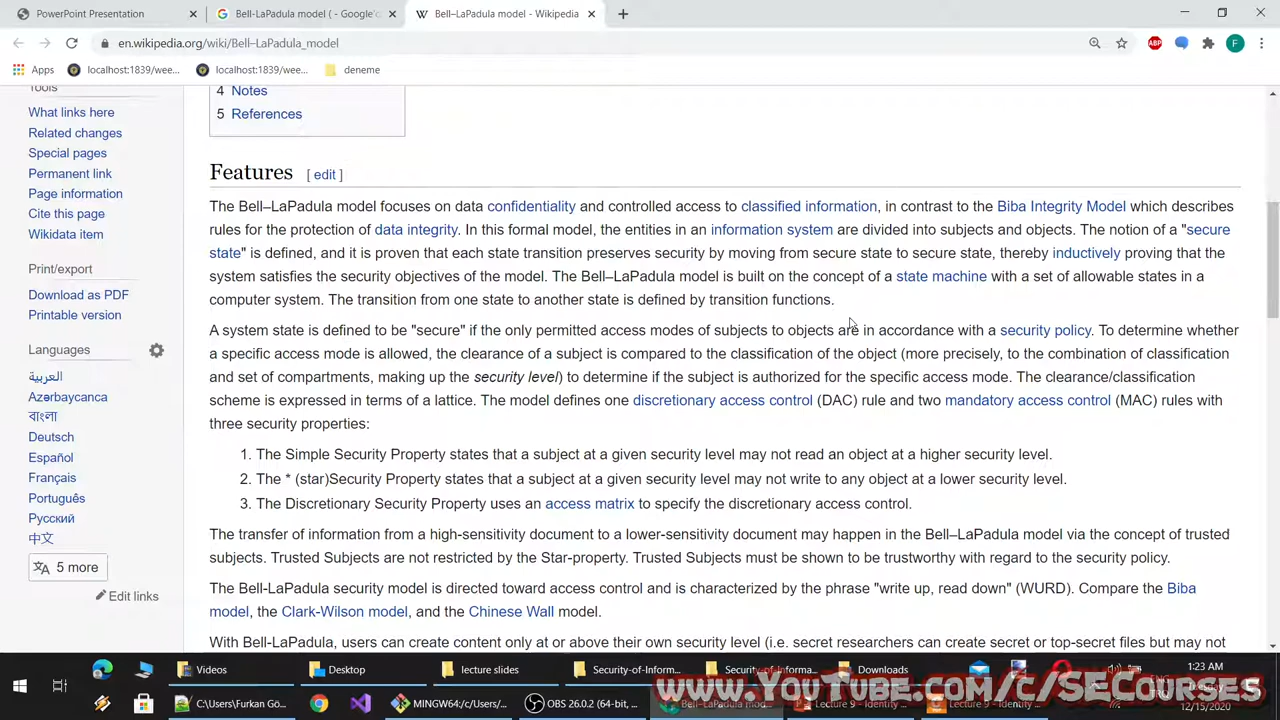 PowerPoint Presentation
Bell-LaPadula model ( - Google'd
Bell–LaPadula model - Wikipedia
en.wikipedia.org/wiki/Bell–LaPadula_model
ABP
F
Apps
localhost:1839/wee...
localhost:1839/wee...
deneme
Tools
What links here
Related changes
Special pages
Permanent link
Page information
Cite this page
Wikidata item
Print/export
Download as PDF
Printable version
Languages
العربية
Azərbaycanca
বাংলা
Deutsch
Español
Français
Português
Русский
中文
5 more
Edit links
4 Notes
5 References
Features [ edit ]
The Bell–LaPadula model focuses on data confidentiality and controlled access to classified information, in contrast to the Biba Integrity Model which describes
rules for the protection of data integrity. In this formal model, the entities in an information system are divided into subjects and objects. The notion of a "secure
state" is defined, and it is proven that each state transition preserves security by moving from secure state to secure state, thereby inductively proving that the
system satisfies the security objectives of the model. The Bell–LaPadula model is built on the concept of a state machine with a set of allowable states in a
computer system. The transition from one state to another state is defined by transition functions.
A system state is defined to be "secure" if the only permitted access modes of subjects to objects are in accordance with a security policy. To determine whether
a specific access mode is allowed, the clearance of a subject is compared to the classification of the object (more precisely, to the combination of classification
and set of compartments, making up the security level) to determine if the subject is authorized for the specific access mode. The clearance/classification
scheme is expressed in terms of a lattice. The model defines one discretionary access control (DAC) rule and two mandatory access control (MAC) rules with
three security properties:
1. The Simple Security Property states that a subject at a given security level may not read an object at a higher security level.
2. The * (star)Security Property states that a subject at a given security level may not write to any object at a lower security level.
3. The Discretionary Security Property uses an access matrix to specify the discretionary access control.
The transfer of information from a high-sensitivity document to a lower-sensitivity document may happen in the Bell–LaPadula model via the concept of trusted
subjects. Trusted Subjects are not restricted by the Star-property. Trusted Subjects must be shown to be trustworthy with regard to the security policy.
The Bell–LaPadula security model is directed toward access control and is characterized by the phrase "write up, read down" (WURD). Compare the Biba
model, the Clark-Wilson model, and the Chinese Wall model.
With Bell-LaPadula, users can create content only at or above their own security level (i.e. secret researchers can create secret or top-secret files but may not
Videos
Desktop
lecture slides
Security-of-Inform...
Security-of-Informa...
Downloads
1:23 AM
Tuesday
12/15/2020
C:\Users\Furkan Gö...
MINGW64:/c/Users/...
OBS 26.0.2 (64-bit, ...
Bell–LaPadula mod...
Lecture 9 - Identity ...
Lecture 9 - Identity ...
www.YouTube.com/c/SECourses